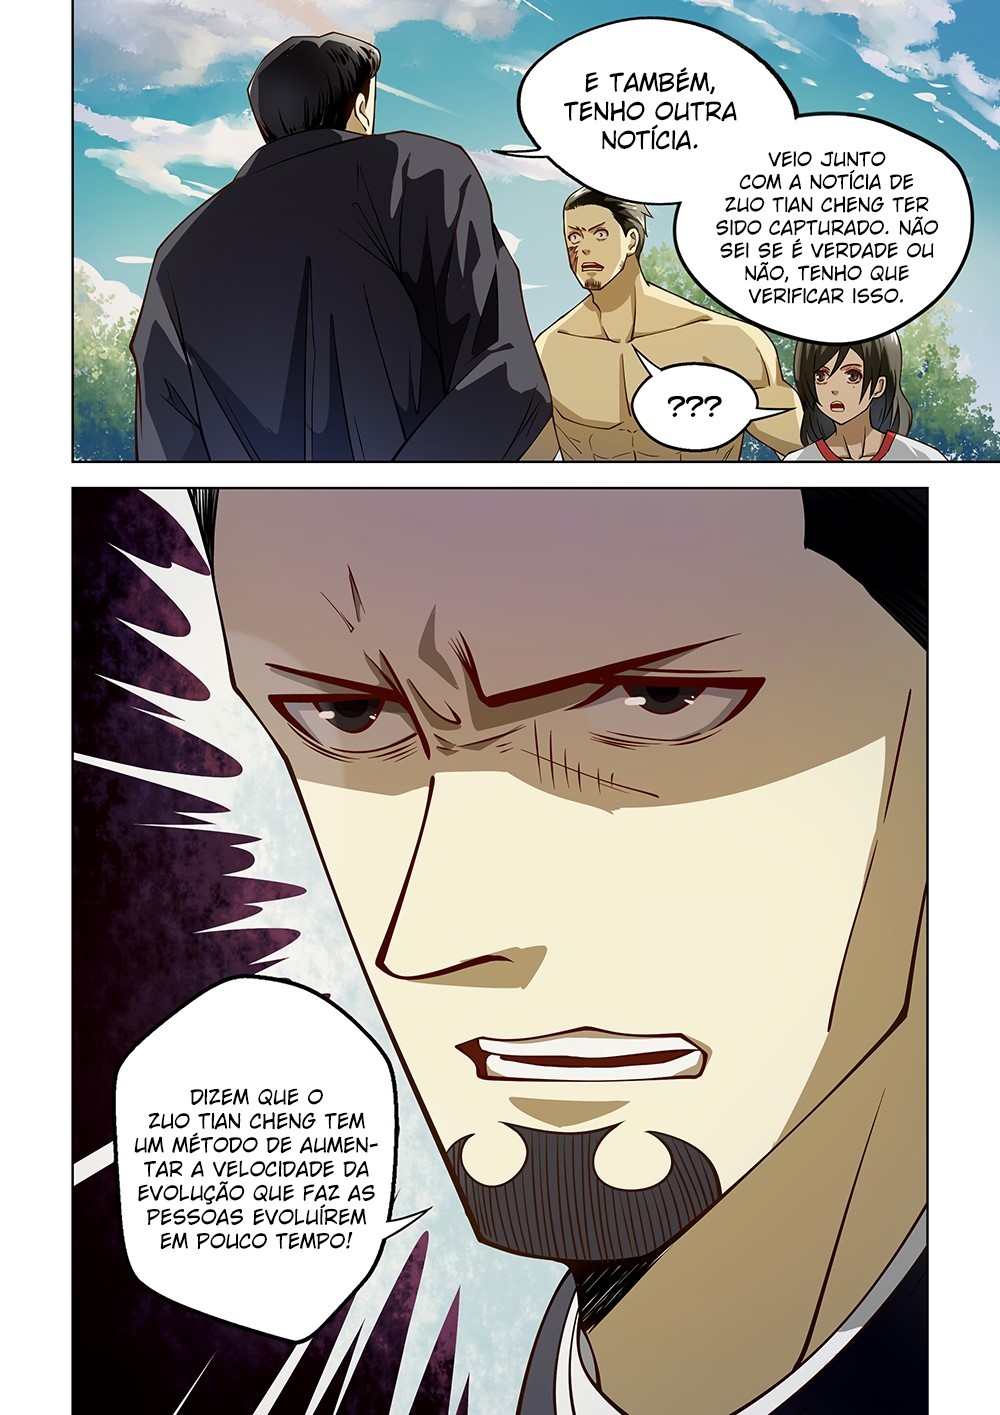 E TAMBÉM,
TENHO OUTRA
NOTÍCIA.
VEIO JUNTO
COM A NOTÍCIA DE
ZUO TIAN CHENG TER
SIDO CAPTURADO. NÃO
SEI SE É VERDADE OU
NÃO, TENHO QUE
VERIFICAR ISSO.
???
DIZEM QUE O
ZUO TIAN CHENG TEM
UM MÉTODO DE AUMEN-
TAR A VELOCIDADE DA
EVOLUÇÃO QUE FAZ AS
PESSOAS EVOLUÍREM
EM POUCO TEMPO!